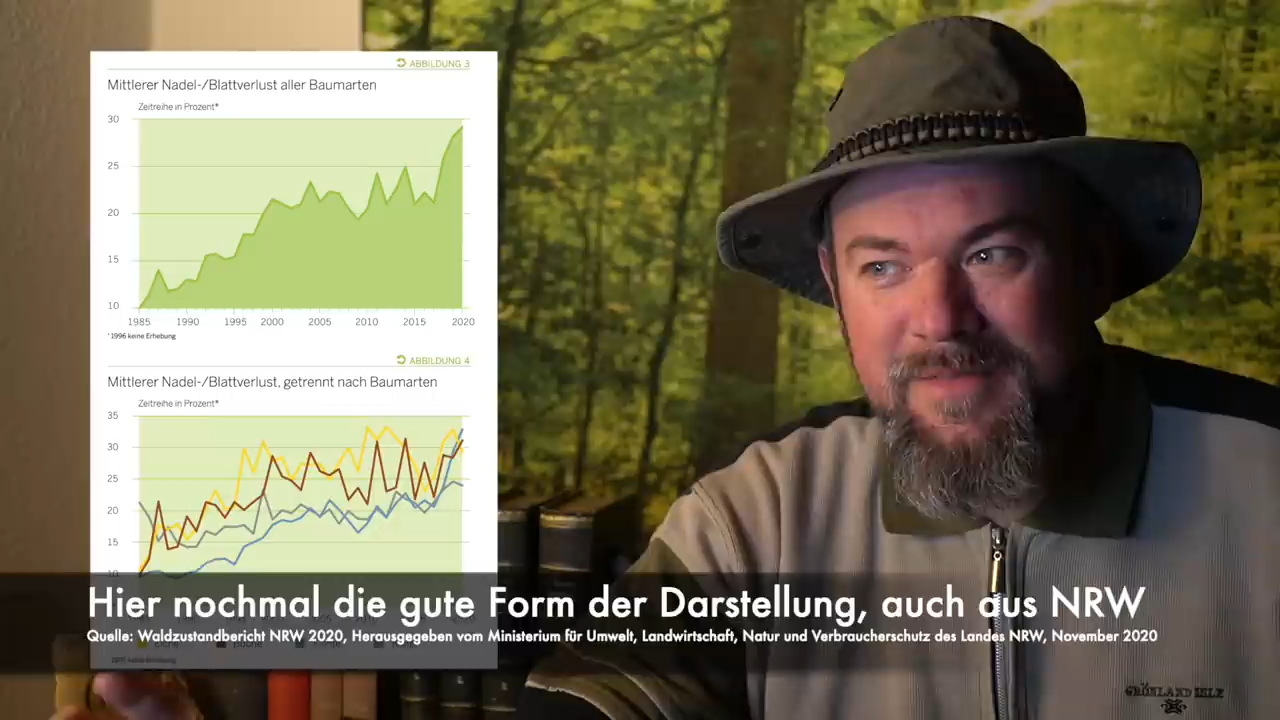 ABBILDUNG 3
Mittlerer Nadel-/Blattverlust aller Baumarten
Zeitreihe in Prozent*
30
25
20
15
10
1985 1990 1995 2000 2005 2010 2015 2020
* 1996 keine Erhebung
ABBILDUNG 4
Mittlerer Nadel-/Blattverlust, getrennt nach Baumarten
Zeitreihe in Prozent*
35
30
25
20
15
10
Hier nochmal die gute Form der Darstellung, auch aus NRW
Quelle: Waldzustandbericht NRW 2020, Herausgegeben vom Ministerium für Umwelt, Landwirtschaft, Natur und Verbraucherschutz des Landes NRW, November 2020